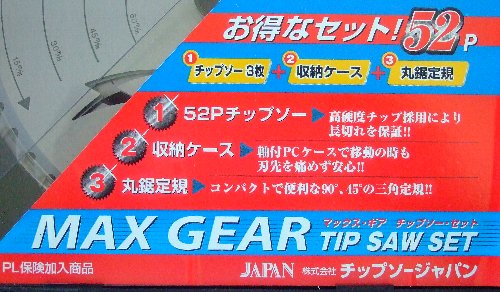 お得なセット! 52P
1 チップソー3枚 + 2 収納ケース + 3 丸鋸定規
1 52Pチップソー ▶ 高硬度チップ採用により
長切れを保証!!
2 収納ケース ▶ 軸付PCケースで移動の時も
刃先を痛めず安心!!
3 丸鋸定規 ▶ コンパクトで便利な90°、45°の三角定規!!
マックス・ギア チップソー・セット
MAX GEAR TIP SAW SET
PL保険加入商品
JAPAN 株式会社 チップソージャパン
15%
30%
45%